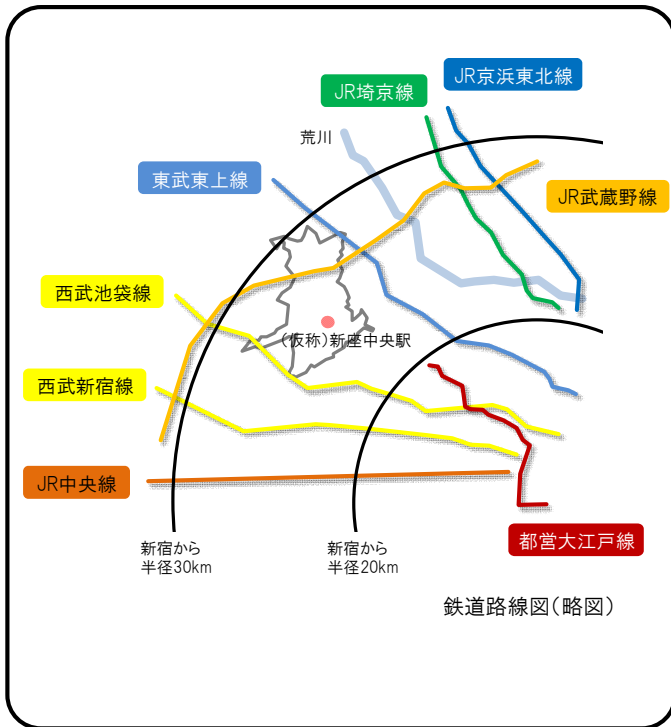 JR京浜東北線
JR埼京線
荒川
東武東上線
JR武蔵野線
西武池袋線
(仮称)新座中央駅
西武新宿線
JR中央線
新宿から
半径30km
新宿から
半径20km
都営大江戸線
鉄道路線図(略図)